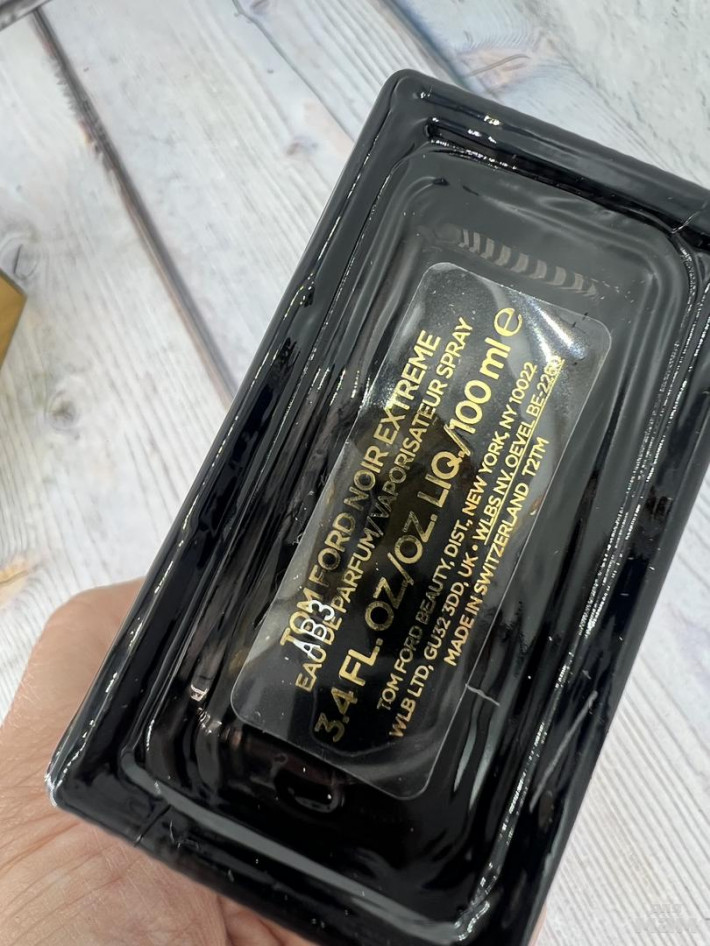 TOM FORD NOIR EXTREME
AB3
EAU DE PARFUM/VAPORISATEUR SPRAY
3.4 FL. OZ./OZ. LIQ./100 ml e
TOM FORD BEAUTY, DIST., NEW YORK, NY 10022
WLB LTD, GU32 3DD, UK • WLBS NV. OEVEL
MADE IN SWITZERLAND T2TM